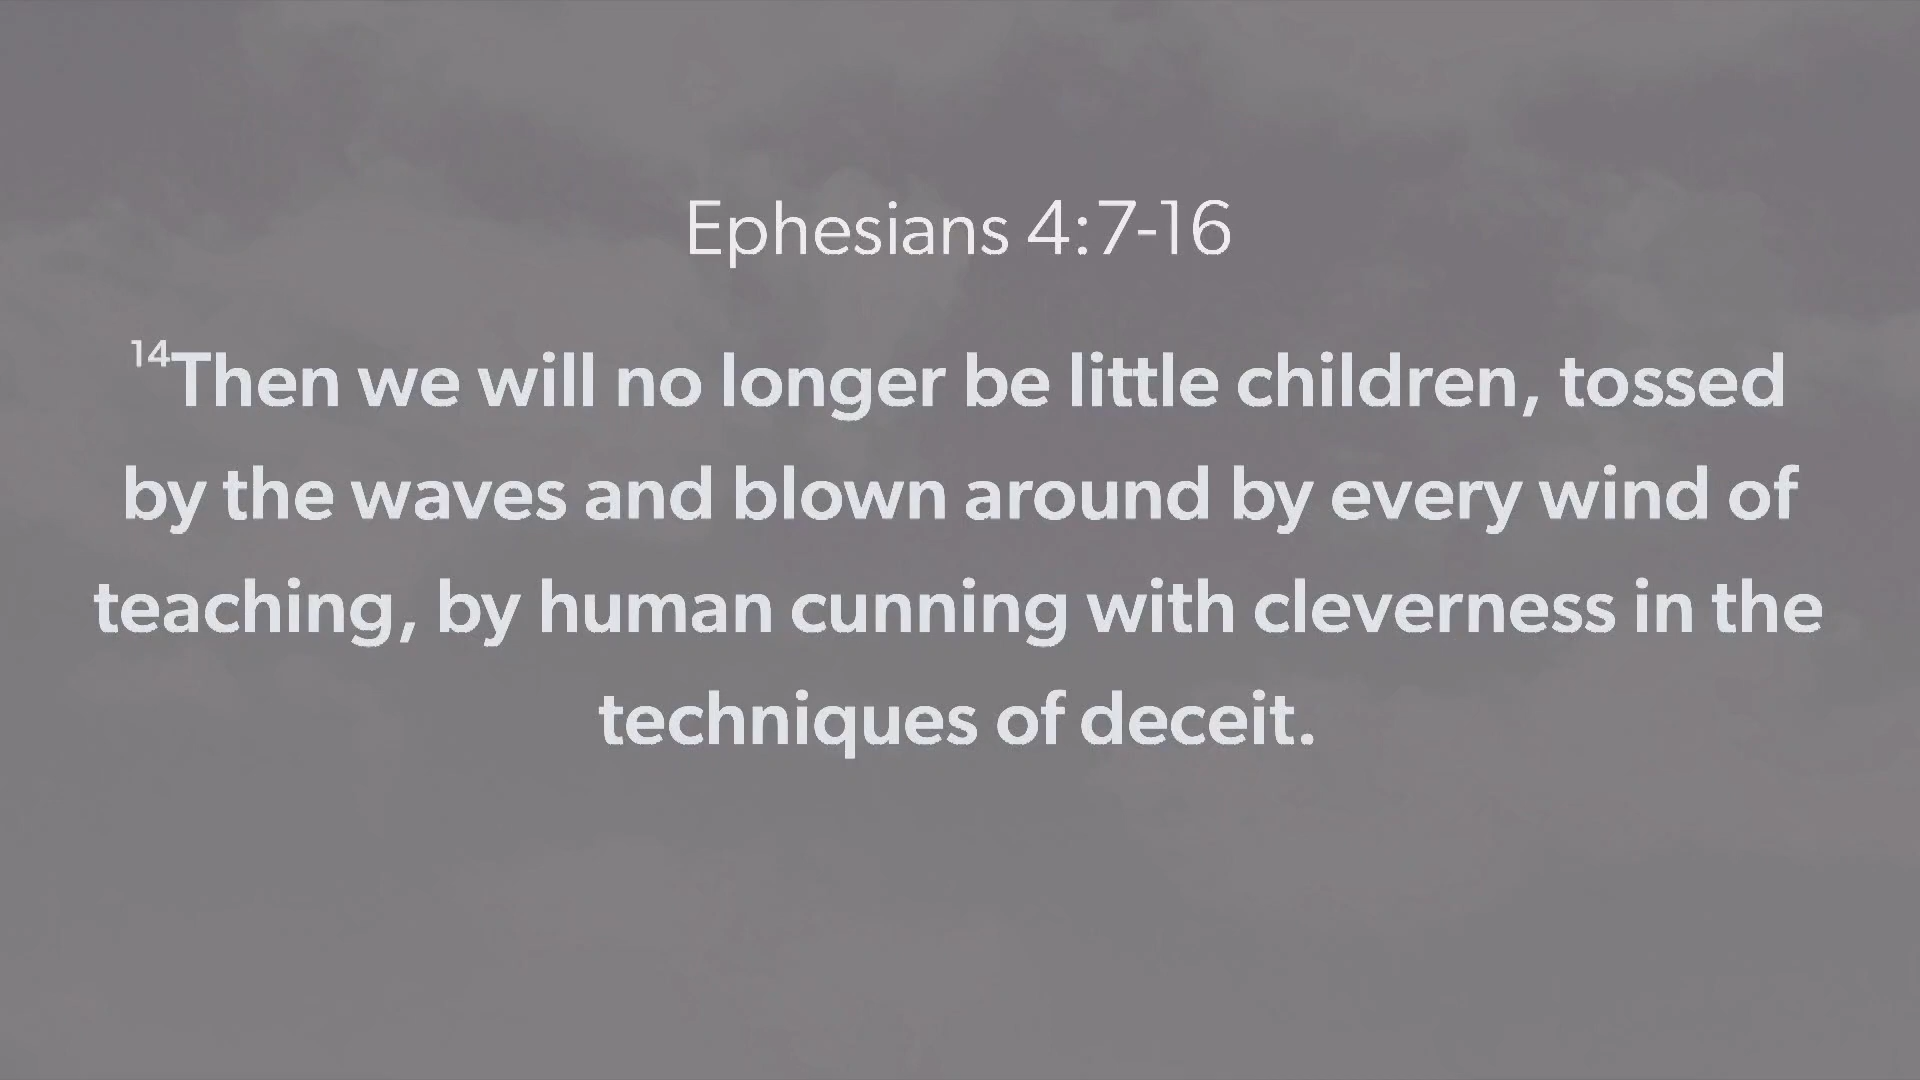 Ephesians 4:7-16
14Then we will no longer be little children, tossed
by the waves and blown around by every wind of
teaching, by human cunning with cleverness in the
techniques of deceit.